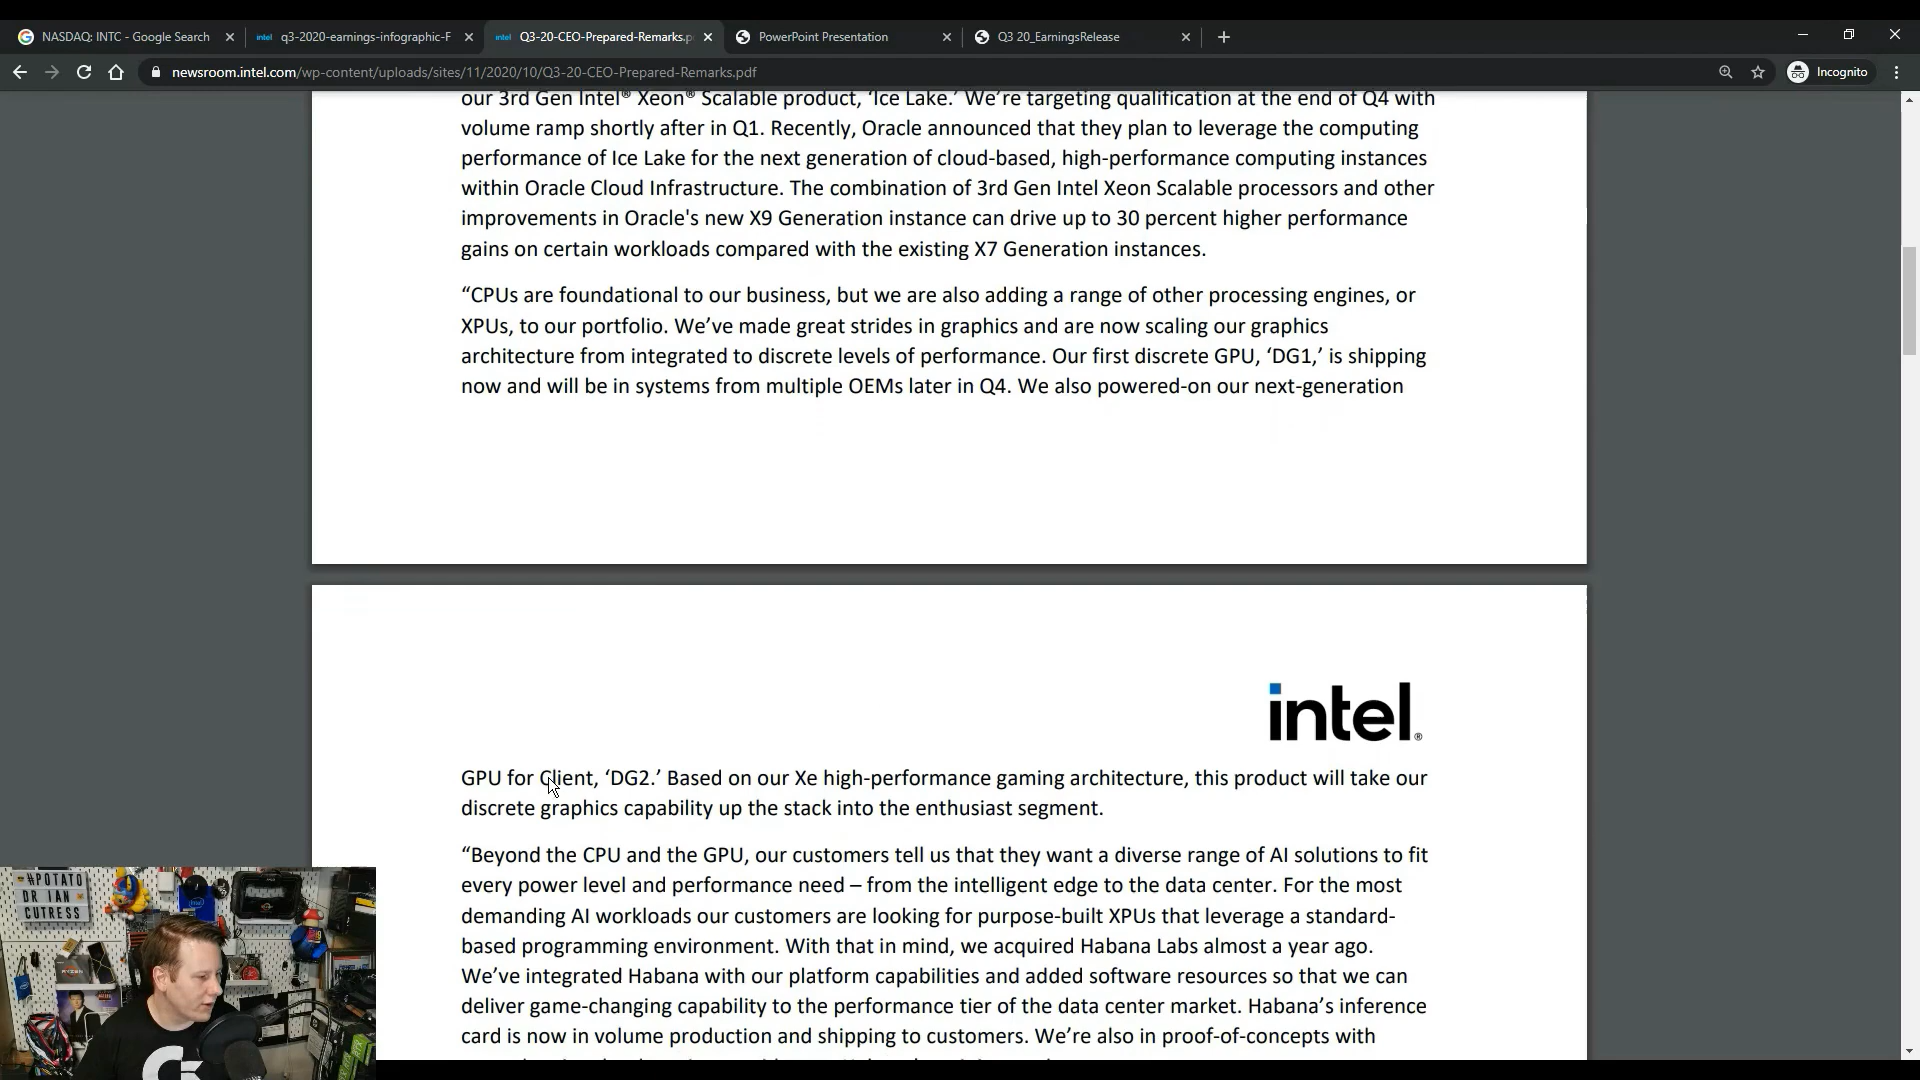 NASDAQ: INTC - Google Search
intel q3-2020-earnings-infographic-F
intel Q3-20-CEO-Prepared-Remarks.p
PowerPoint Presentation
Q3 20_EarningsRelease
newsroom.intel.com/wp-content/uploads/sites/11/2020/10/Q3-20-CEO-Prepared-Remarks.pdf
Incognito
our 3rd Gen Intel® Xeon® Scalable product, ‘Ice Lake.’ We’re targeting qualification at the end of Q4 with
volume ramp shortly after in Q1. Recently, Oracle announced that they plan to leverage the computing
performance of Ice Lake for the next generation of cloud-based, high-performance computing instances
within Oracle Cloud Infrastructure. The combination of 3rd Gen Intel Xeon Scalable processors and other
improvements in Oracle's new X9 Generation instance can drive up to 30 percent higher performance
gains on certain workloads compared with the existing X7 Generation instances.
“CPUs are foundational to our business, but we are also adding a range of other processing engines, or
XPUs, to our portfolio. We’ve made great strides in graphics and are now scaling our graphics
architecture from integrated to discrete levels of performance. Our first discrete GPU, ‘DG1,’ is shipping
now and will be in systems from multiple OEMs later in Q4. We also powered-on our next-generation
intel®
GPU for Client, ‘DG2.’ Based on our Xe high-performance gaming architecture, this product will take our
discrete graphics capability up the stack into the enthusiast segment.
“Beyond the CPU and the GPU, our customers tell us that they want a diverse range of AI solutions to fit
every power level and performance need – from the intelligent edge to the data center. For the most
demanding AI workloads our customers are looking for purpose-built XPUs that leverage a standard-
based programming environment. With that in mind, we acquired Habana Labs almost a year ago.
We’ve integrated Habana with our platform capabilities and added software resources so that we can
deliver game-changing capability to the performance tier of the data center market. Habana’s inference
card is now in volume production and shipping to customers. We’re also in proof-of-concepts with
#POTATO
DR IAN
CUTRESS